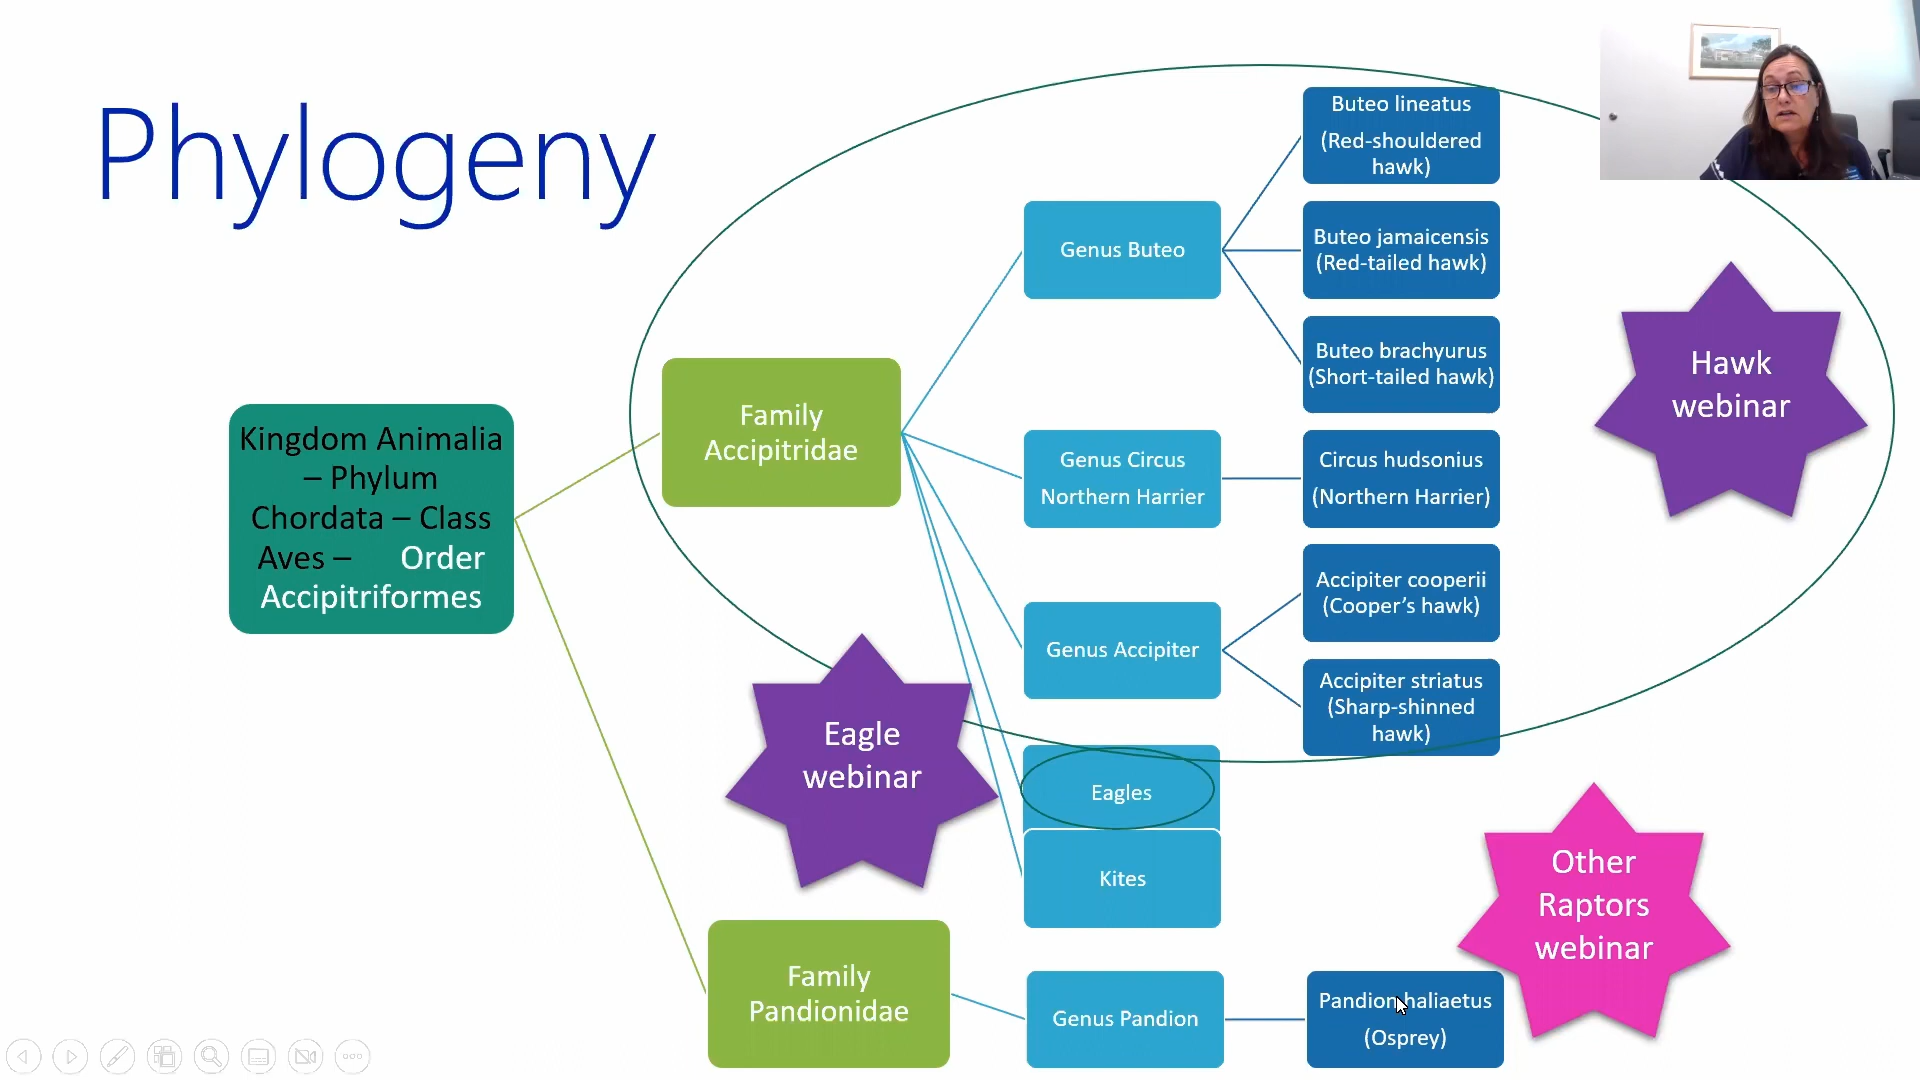 Phylogeny
Kingdom Animalia
– Phylum
Chordata – Class
Aves – Order
Accipitriformes
Family
Accipitridae
Family
Pandionidae
Genus Buteo
Genus Circus
Northern Harrier
Genus Accipiter
Eagles
Kites
Genus Pandion
Buteo lineatus
(Red-shouldered
hawk)
Buteo jamaicensis
(Red-tailed hawk)
Buteo brachyurus
(Short-tailed hawk)
Circus hudsonius
(Northern Harrier)
Accipiter cooperii
(Cooper’s hawk)
Accipiter striatus
(Sharp-shinned
hawk)
Pandion haliaetus
(Osprey)
Hawk
webinar
Eagle
webinar
Other
Raptors
webinar